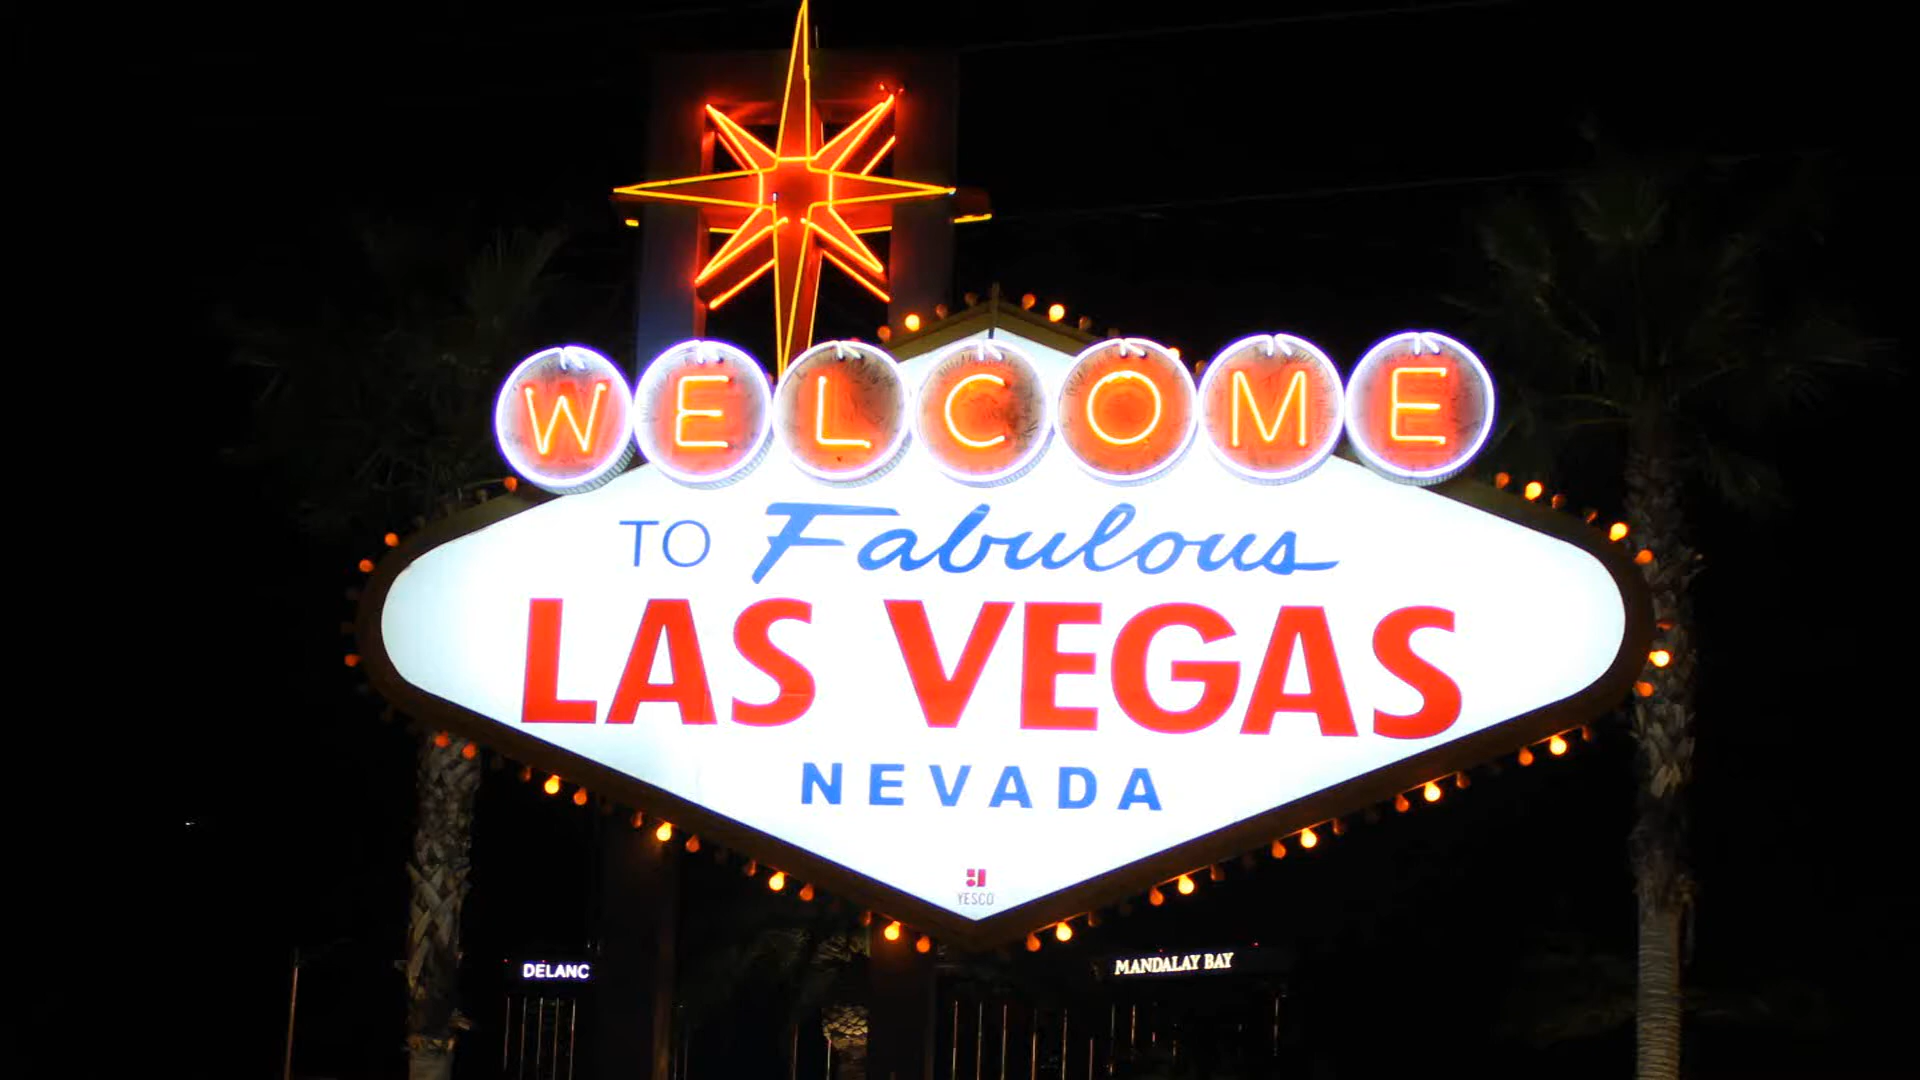 WELCOME
TO Fabulous
LAS VEGAS
NEVADA
YESCO
DELANC
MANDALAY BAY